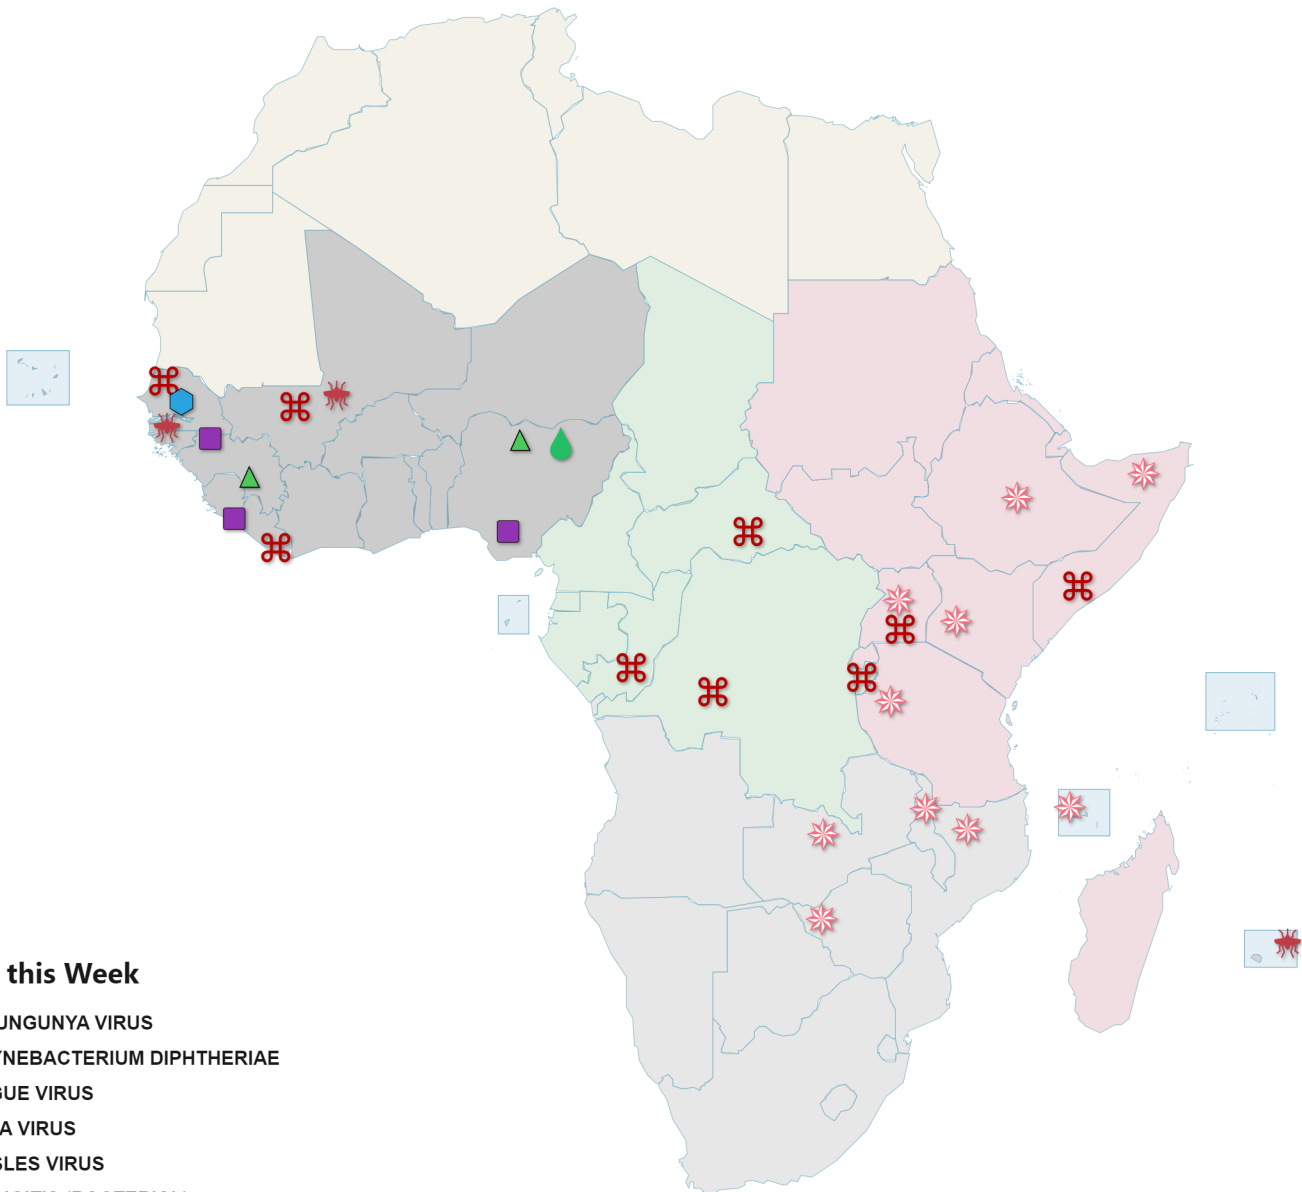 this Week
UNGUNYA VIRUS
YNEBACTERIUM DIPHTHERIAE
GUE VIRUS
A VIRUS
SLES VIRUS